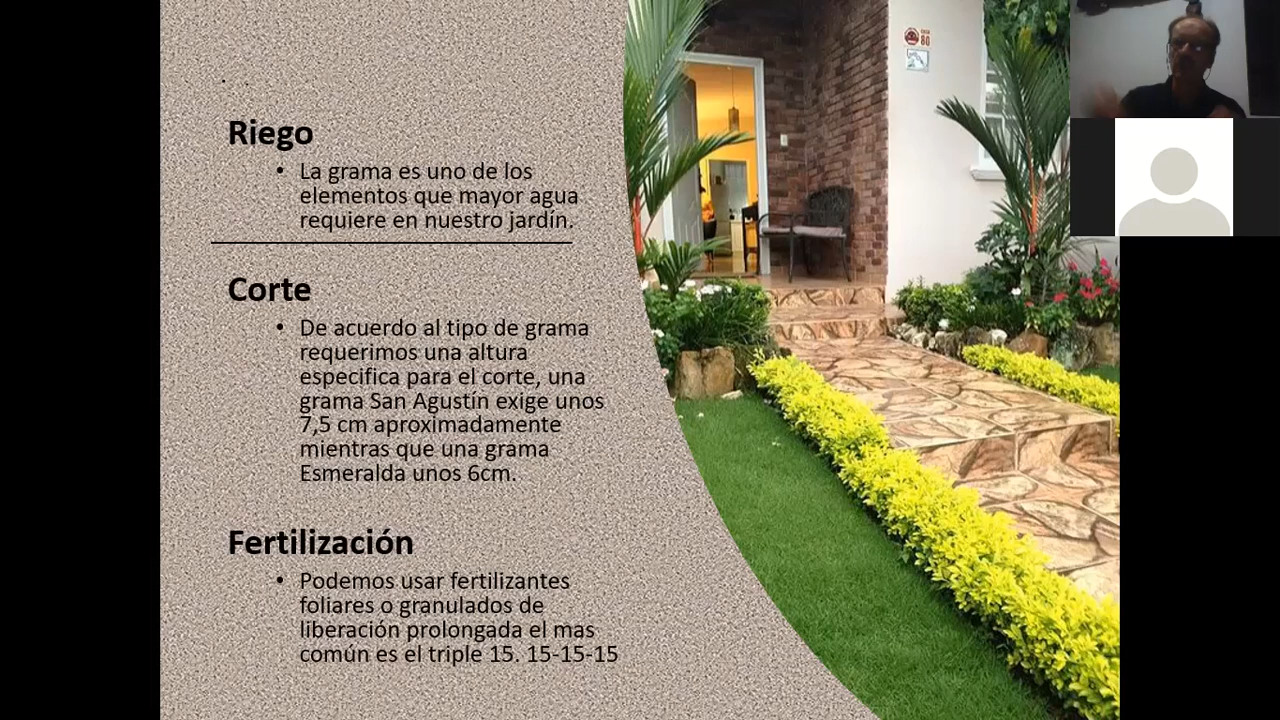 Riego
• La grama es uno de los
elementos que mayor agua
requiere en nuestro jardín.
Corte
• De acuerdo al tipo de grama
requerimos una altura
especifica para el corte, una
grama San Agustín exige unos
7,5 cm aproximadamente
mientras que una grama
Esmeralda unos 6cm.
Fertilización
• Podemos usar fertilizantes
foliares o granulados de
liberación prolongada el mas
común es el triple 15. 15-15-15
80